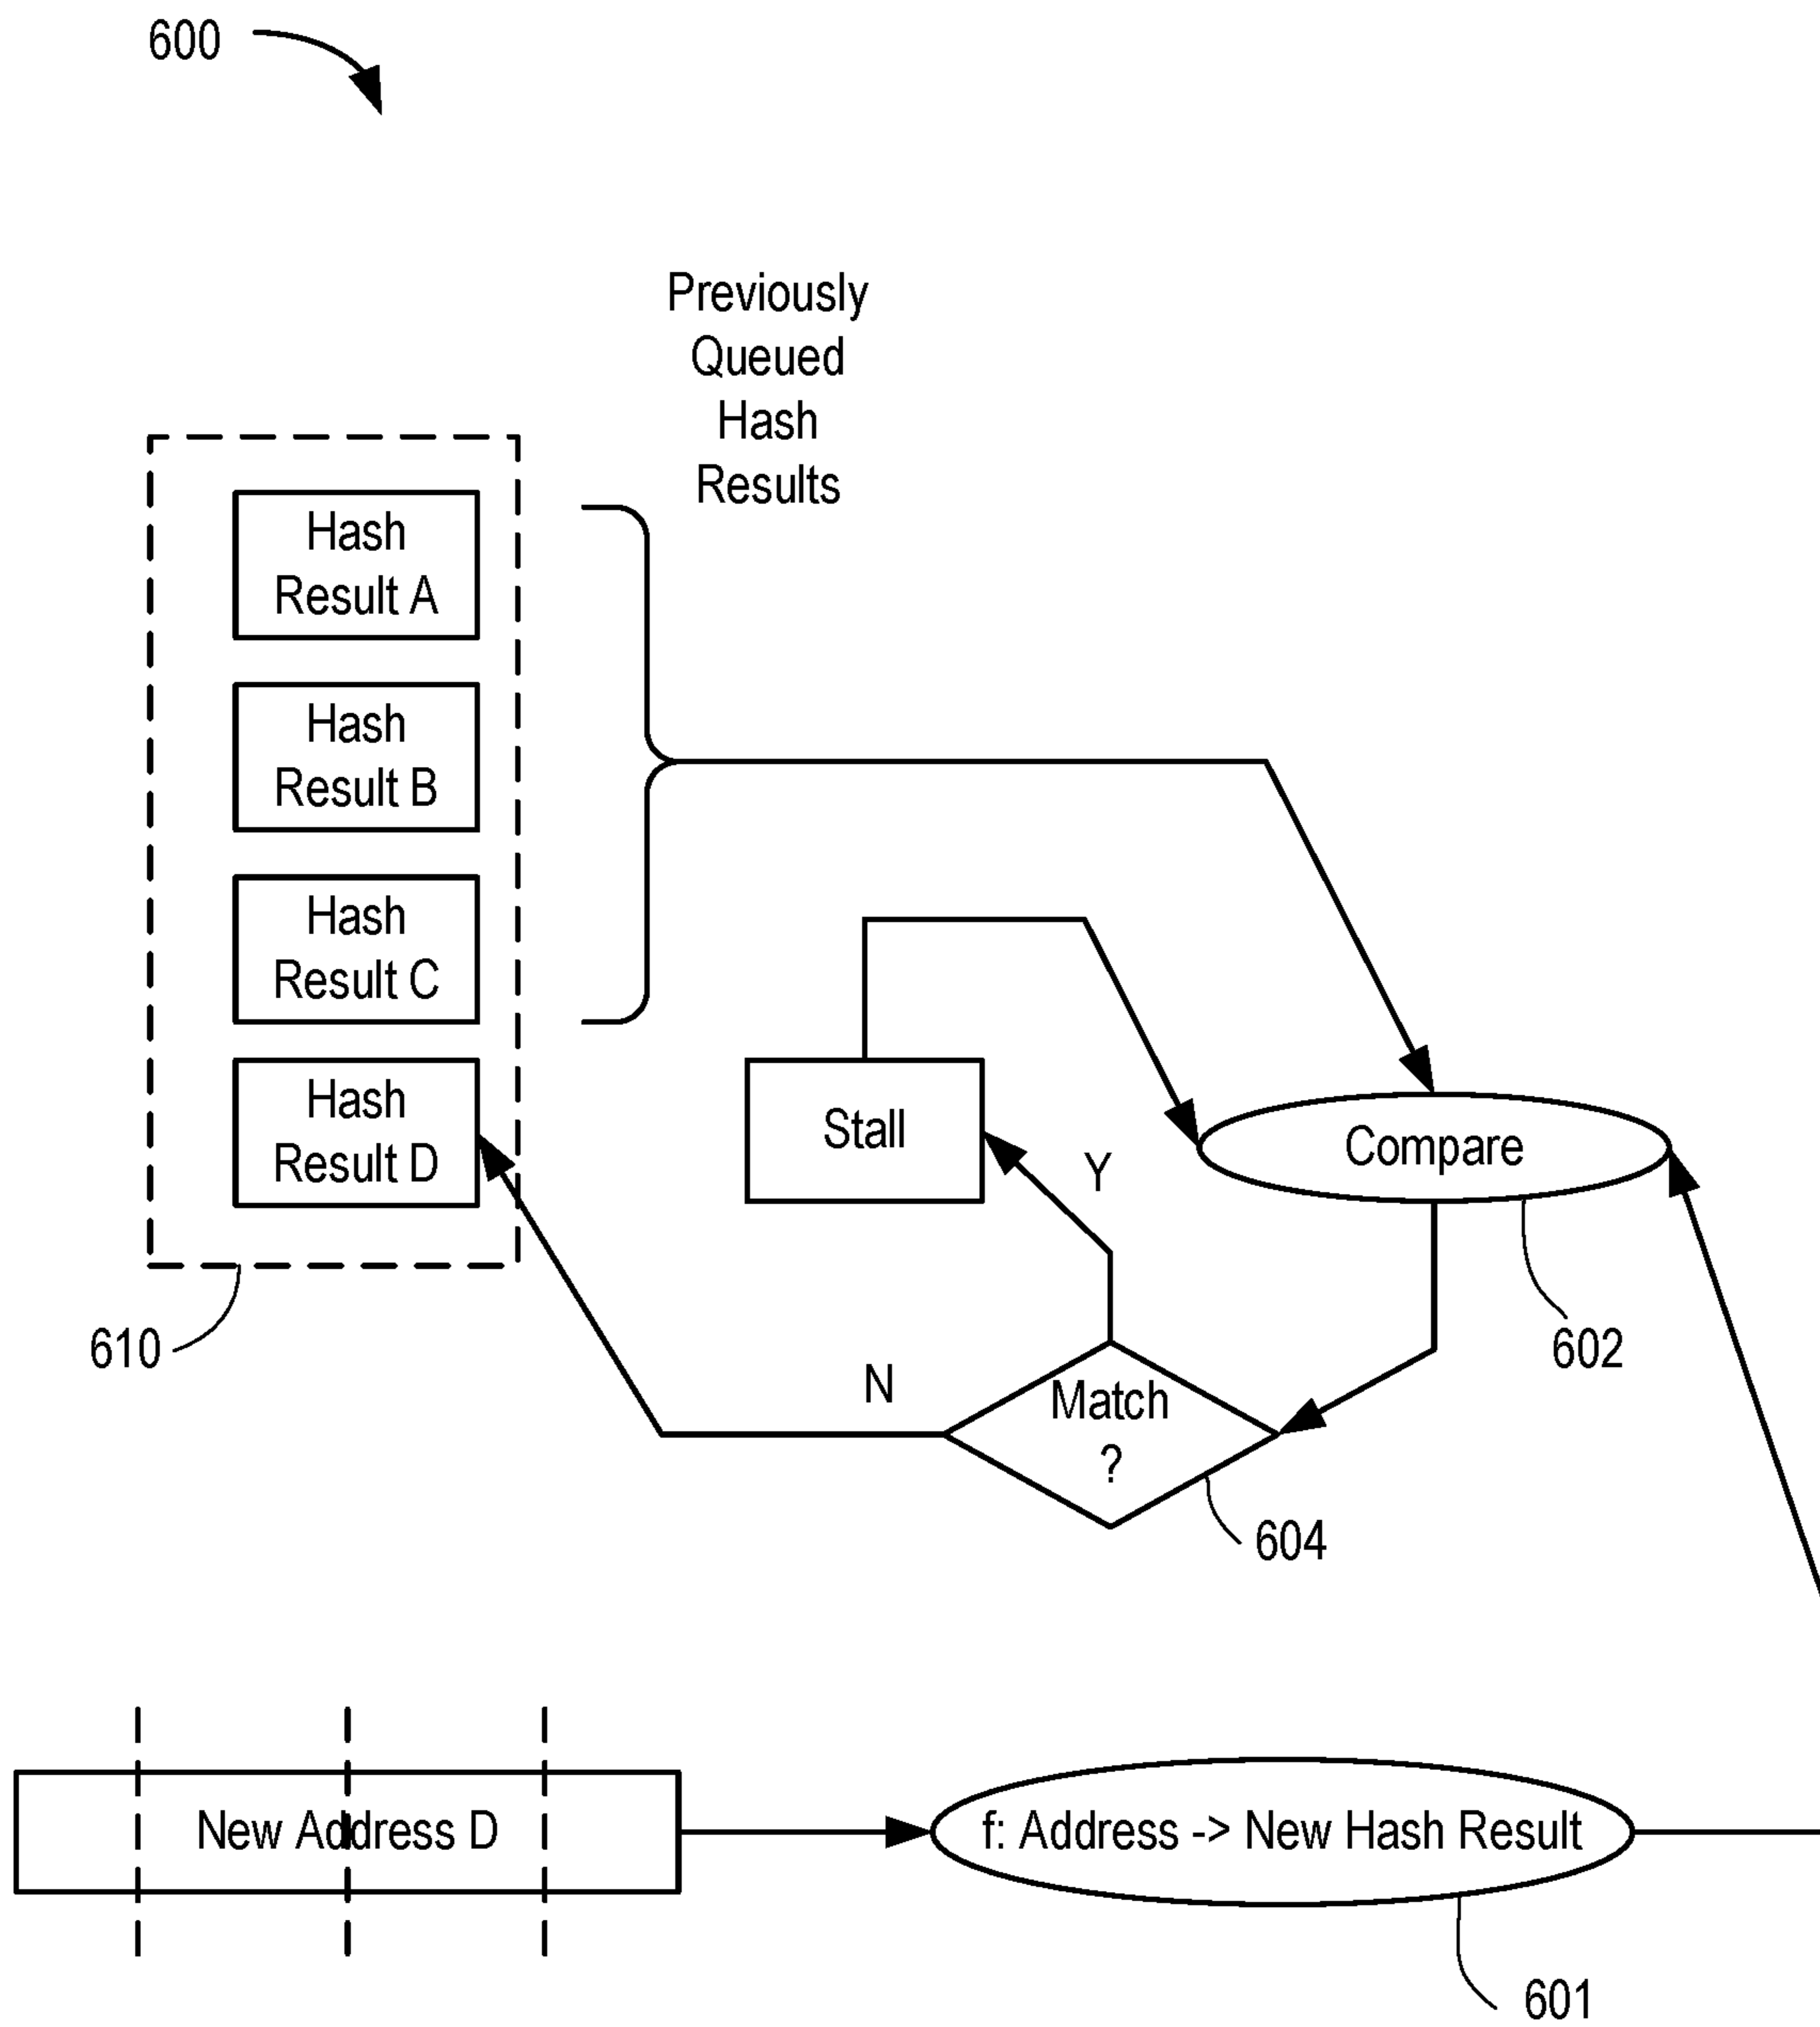 600
Previously
Queued
Hash
Results
Hash
Result A
Hash
Result B
Hash
Result C
Hash
Result D
Stall
Y
Compare
610
602
N
Match
?
604
New Address D
f: Address -> New Hash Result
601